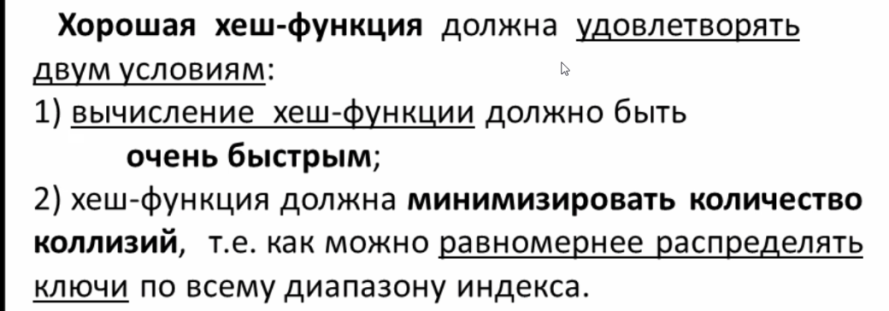 Хорошая хеш-функция должна удовлетворять
двум условиям:
1) вычисление хеш-функции должно быть
очень быстрым;
2) хеш-функция должна минимизировать количество
коллизий, т.е. как можно равномернее распределять
ключи по всему диапазону индекса.